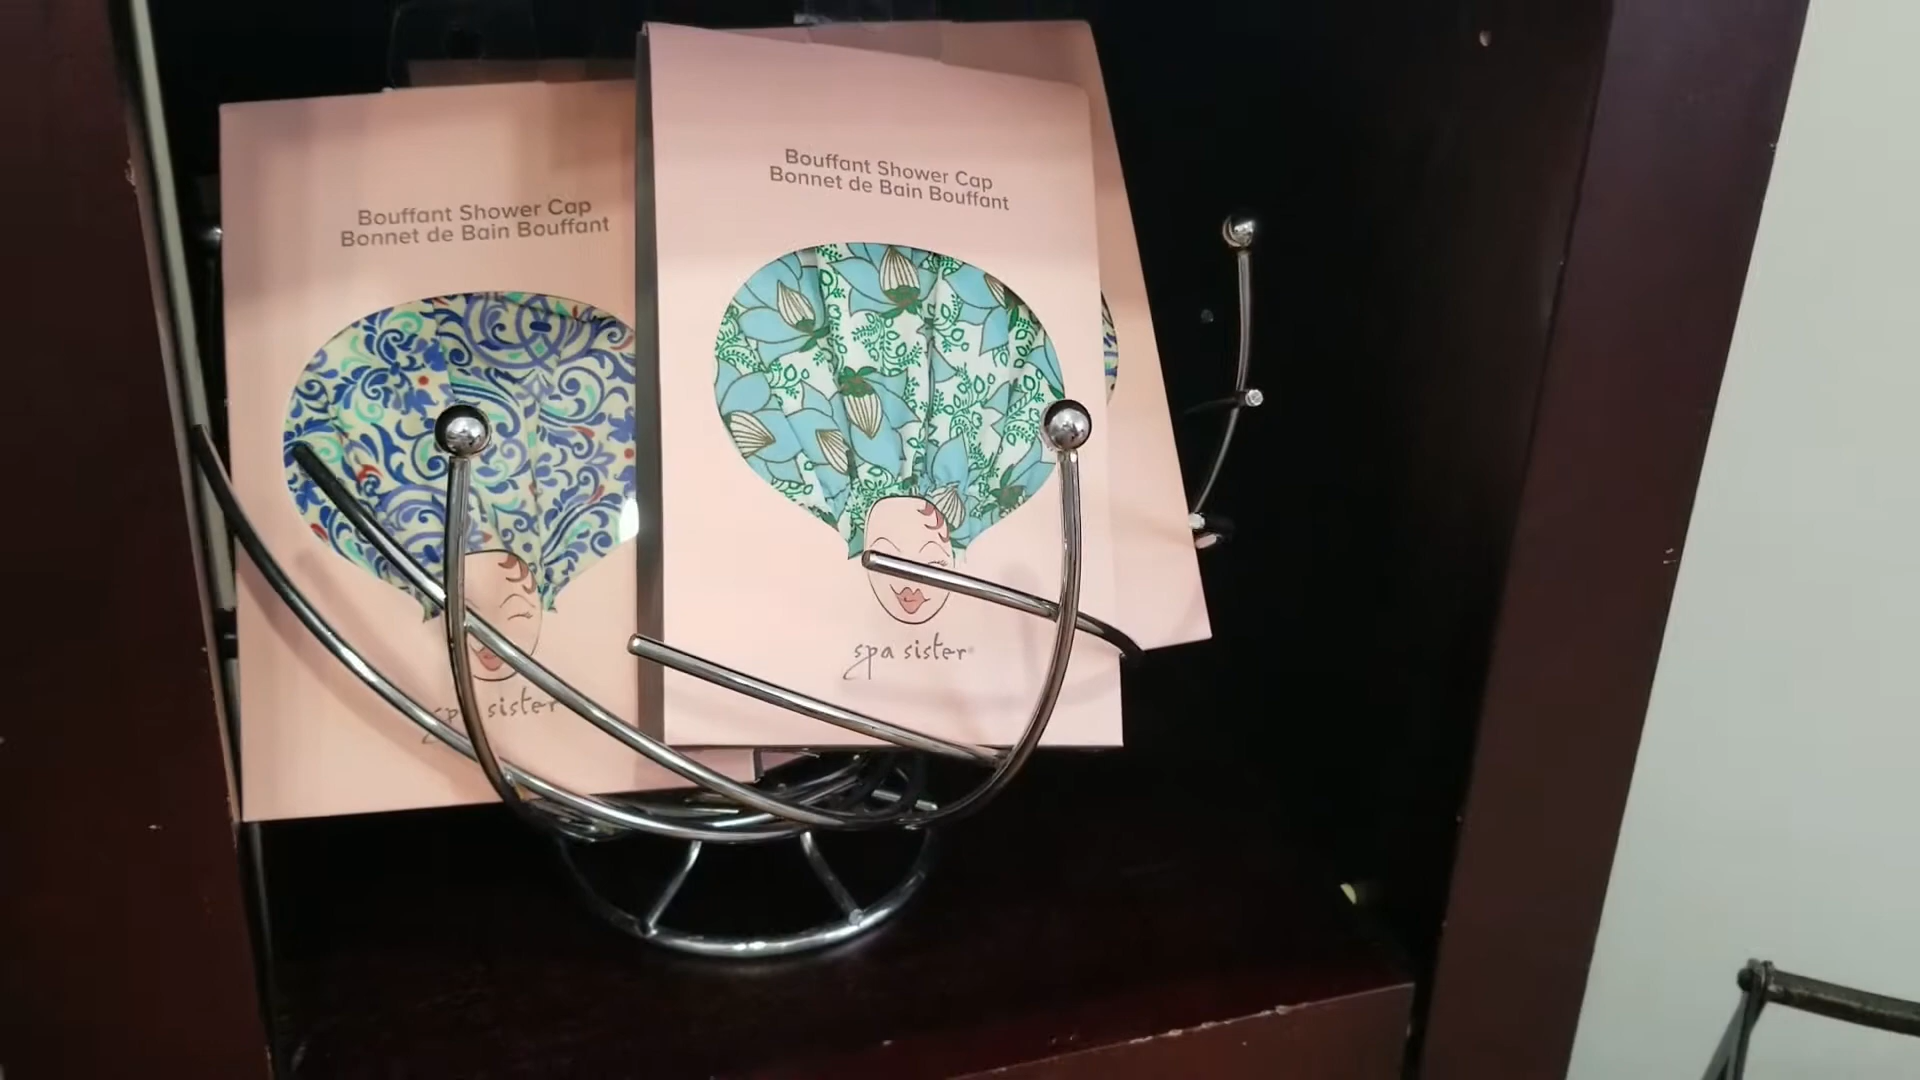 Bouffant Shower Cap
Bonnet de Bain Bouffant
spa sister
Bouffant Shower Cap
Bonnet de Bain Bouffant
spa sister®